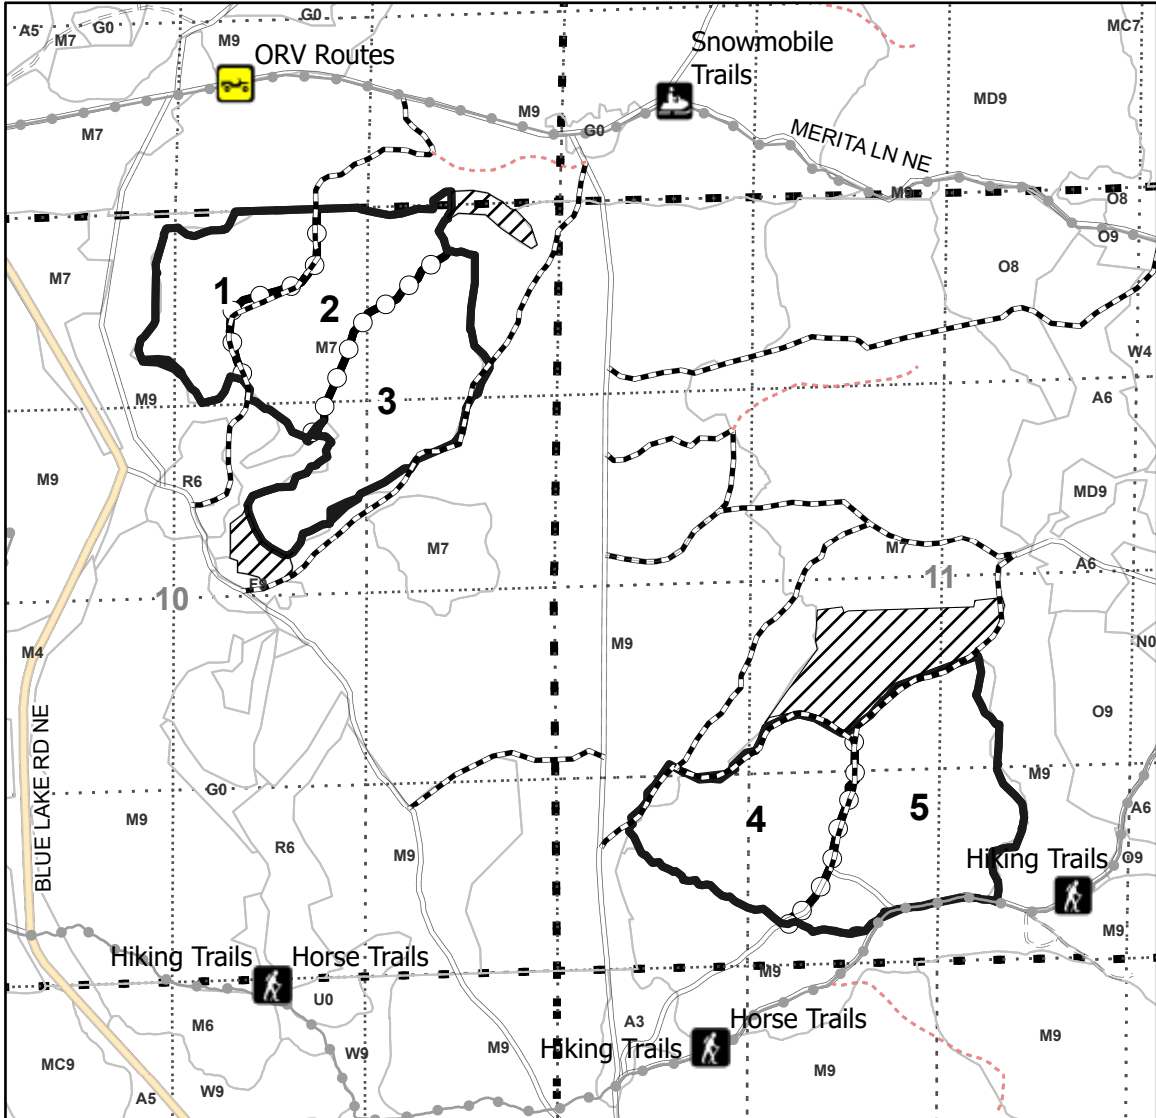 G0
A5
G0
M7
M9
MC7
Snowmobile
Trails
ORV Routes
MD9
M9
M7
G0
MERITA LN NE
M9
O8
O9
M7
O8
1
2
M7
W4
M9
3
A6
M9
R6
MD9
M7
M7
A6
11
10
M9
N0
M4
O9
BLUE LAKE RD NE
M9
G0
M9
4
5
A6
R6
M9
Hiking Trails
O9
M9
Hiking Trails
Horse Trails
M9
U0
M6
Horse Trails
A3
Hiking Trails
M9
W9
M9
MC9
M9
W9
A5